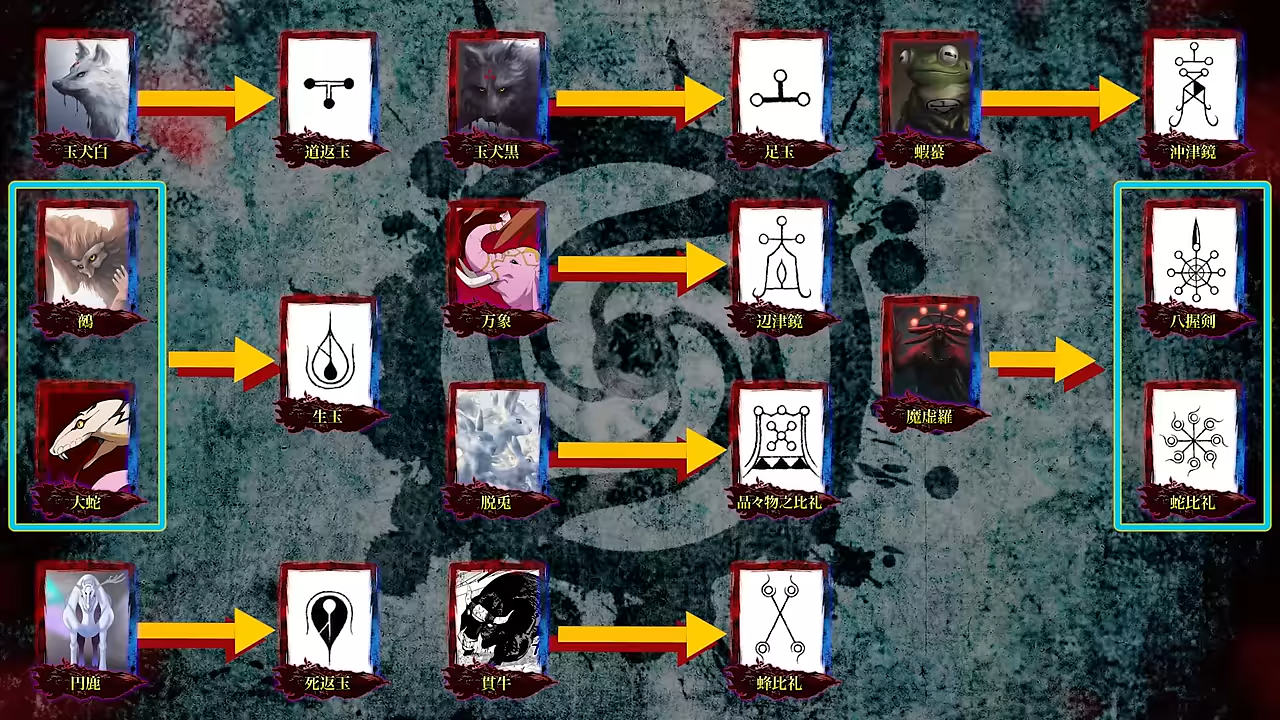 玉犬白
道返玉
玉犬黒
足玉
蝦蟇
沖津鏡
鵺
万象
辺津鏡
八握剣
生玉
魔虚羅
大蛇
脱兎
品々物之比礼
蛇比礼
円鹿
死返玉
貫牛
蜂比礼